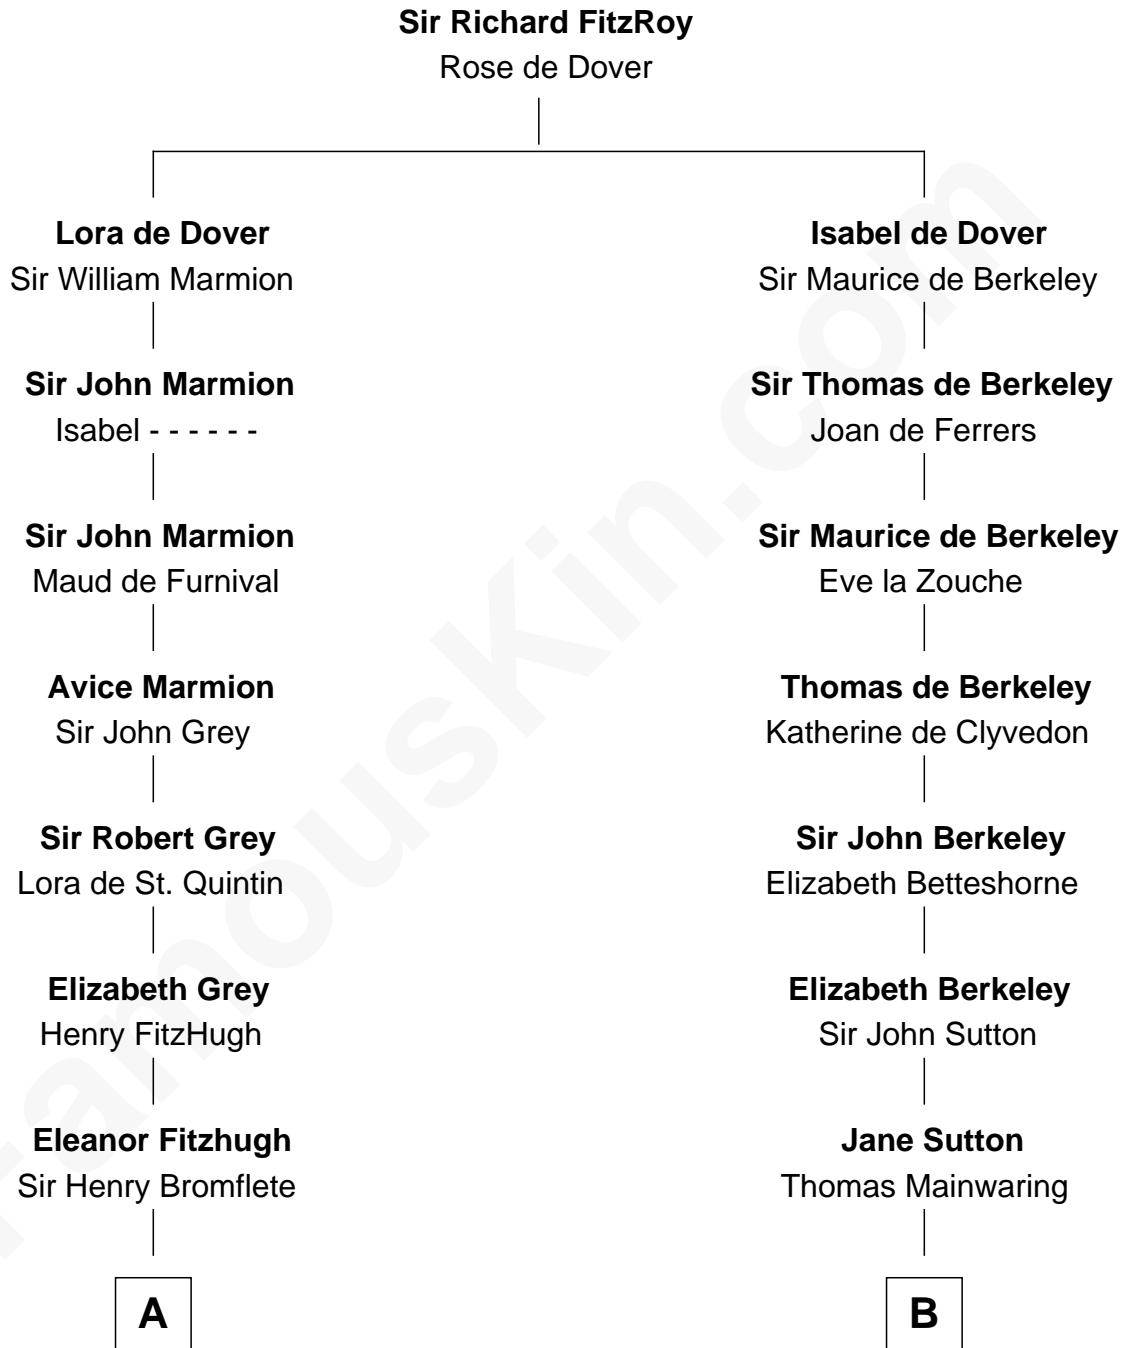 Sir Richard FitzRoy
Rose de Dover
Lora de Dover
Sir William Marmion
Isabel de Dover
Sir Maurice de Berkeley
Sir John Marmion
Isabel - - - - - -
Sir Thomas de Berkeley
Joan de Ferrers
Sir John Marmion
Maud de Furnival
Sir Maurice de Berkeley
Eve la Zouche
Avice Marmion
Sir John Grey
Thomas de Berkeley
Katherine de Clyvedon
Sir Robert Grey
Lora de St. Quintin
Sir John Berkeley
Elizabeth Betteshorne
Elizabeth Grey
Henry FitzHugh
Elizabeth Berkeley
Sir John Sutton
Eleanor Fitzhugh
Sir Henry Bromflete
Jane Sutton
Thomas Mainwaring
A
B
FamousKin.com